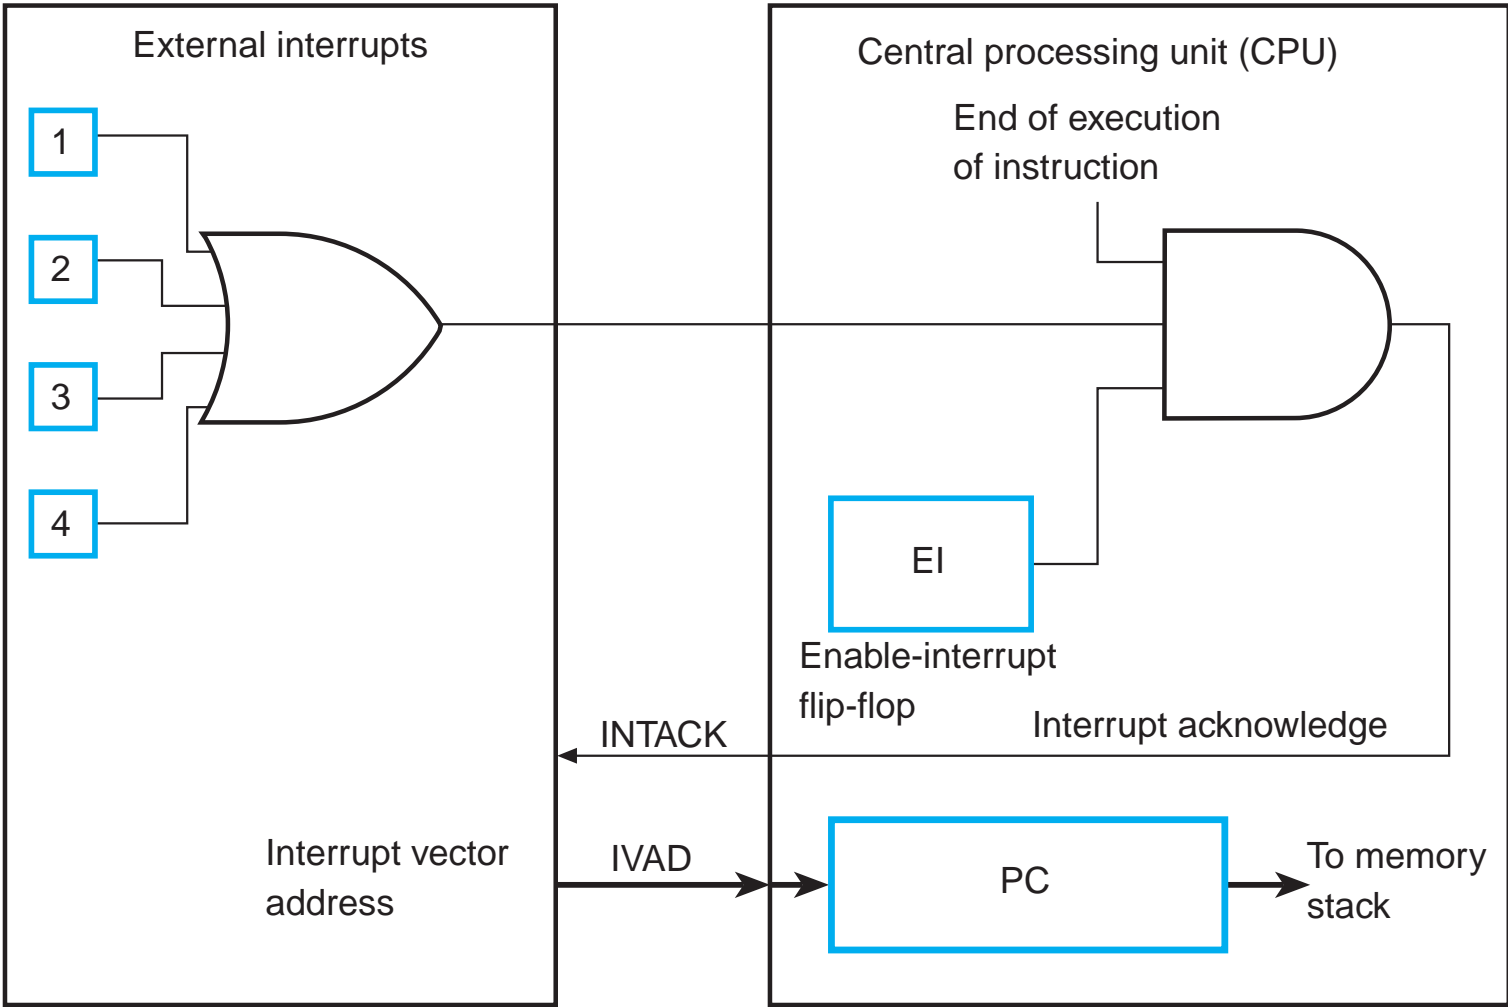 External interrupts
1
2
3
4
Interrupt vector
address
INTACK
IVAD
Central processing unit (CPU)
End of execution
of instruction
EI
Enable-interrupt
flip-flop
Interrupt acknowledge
PC
To memory
stack